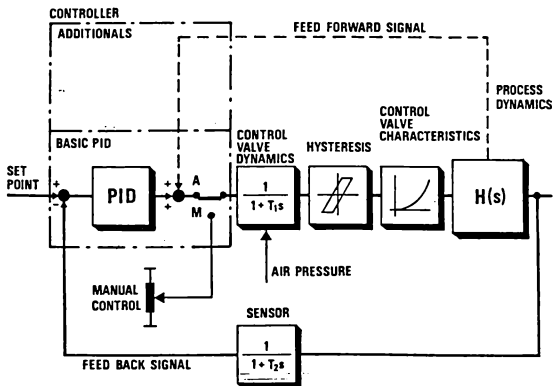 CONTROLLER
ADDITIONALS
FEED FORWARD SIGNAL
PROCESS
DYNAMICS
BASIC PID
CONTROL
VALVE
DYNAMICS
HYSTERESIS
CONTROL
VALVE
CHARACTERISTICS
SET
POINT
+
−
PID
+
+
A
M
1
1 + T₁s
H(s)
AIR PRESSURE
MANUAL
CONTROL
SENSOR
1
1 + T₂s
FEED BACK SIGNAL